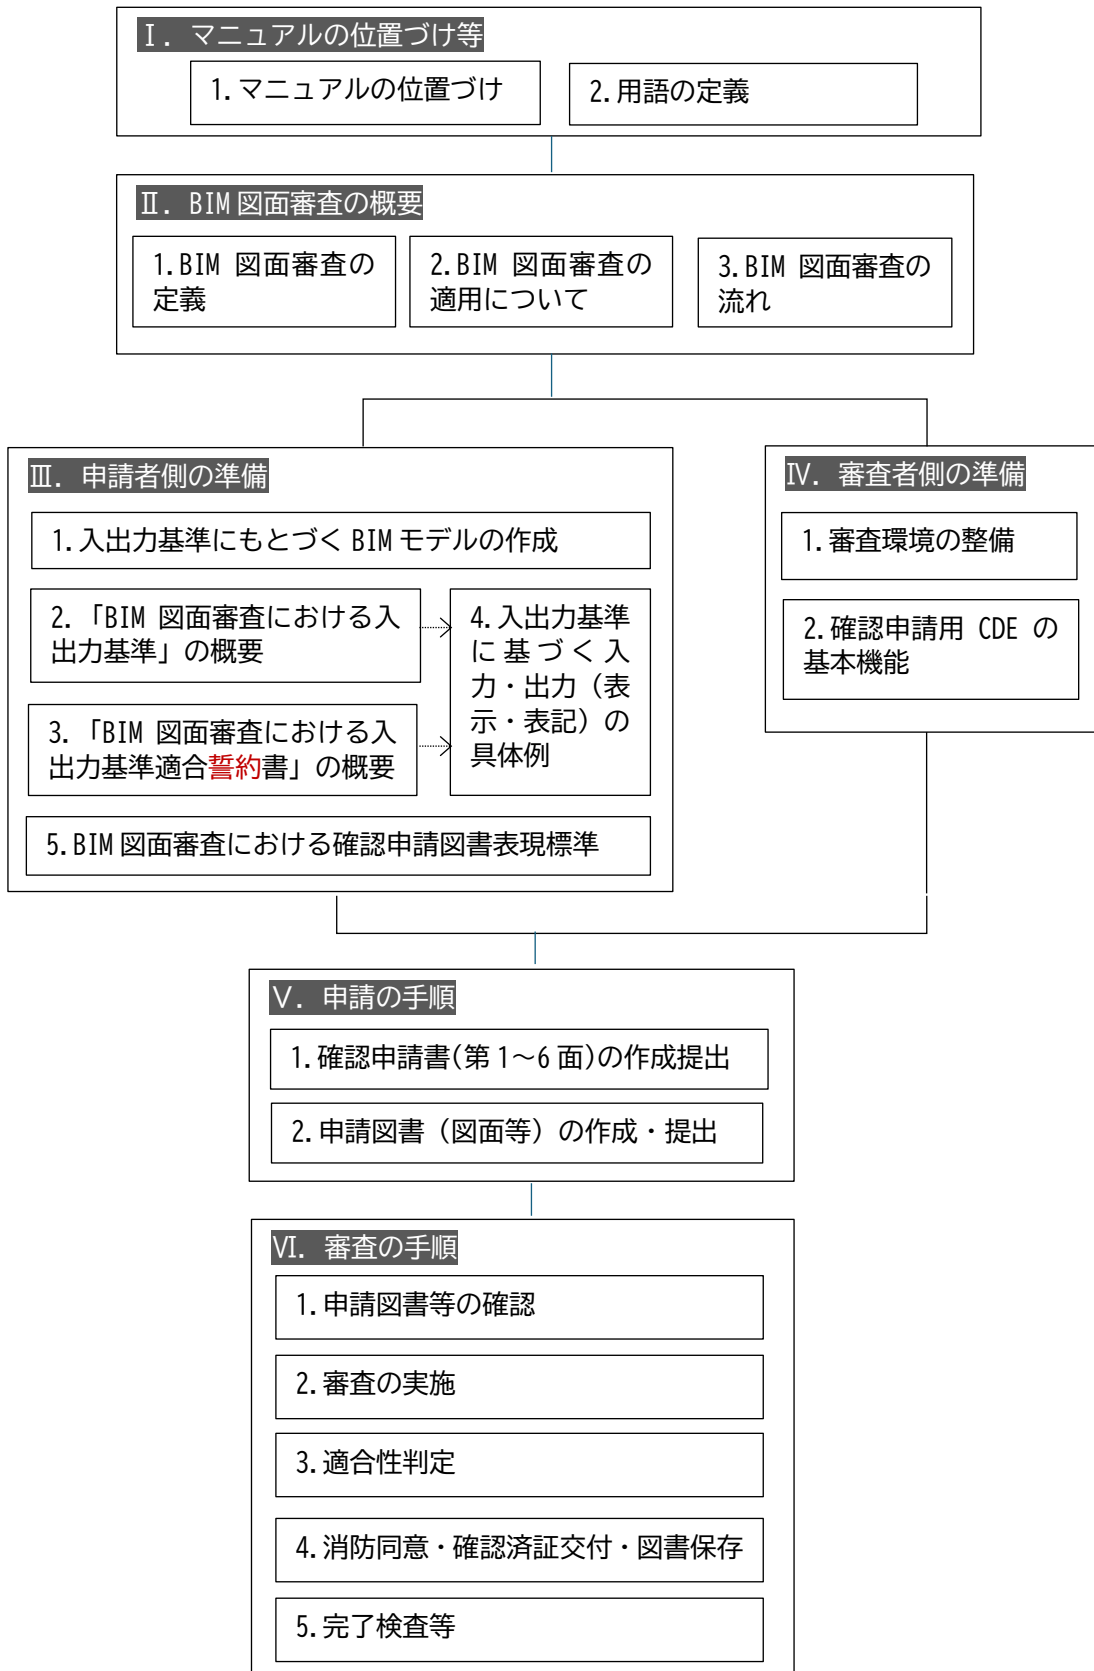 Ⅰ. マニュアルの位置づけ等
1.マニュアルの位置づけ
2.用語の定義
Ⅱ. BIM図面審査の概要
1.BIM 図面審査の
定義
2.BIM 図面審査の
適用について
3.BIM 図面審査の
流れ
Ⅲ. 申請者側の準備
1.入出力基準にもとづくBIMモデルの作成
2.「BIM 図面審査における入
出力基準」の概要
3.「BIM 図面審査における入
出力基準適合誓約書」の概要
4.入出力基準
に基づく入
力・出力（表
示・表記）の
具体例
5.BIM図面審査における確認申請図書表現標準
Ⅳ. 審査者側の準備
1.審査環境の整備
2.確認申請用 CDE の
基本機能
Ⅴ. 申請の手順
1.確認申請書(第1～6面)の作成提出
2.申請図書（図面等）の作成・提出
Ⅵ. 審査の手順
1.申請図書等の確認
2.審査の実施
3.適合性判定
4.消防同意・確認済証交付・図書保存
5.完了検査等